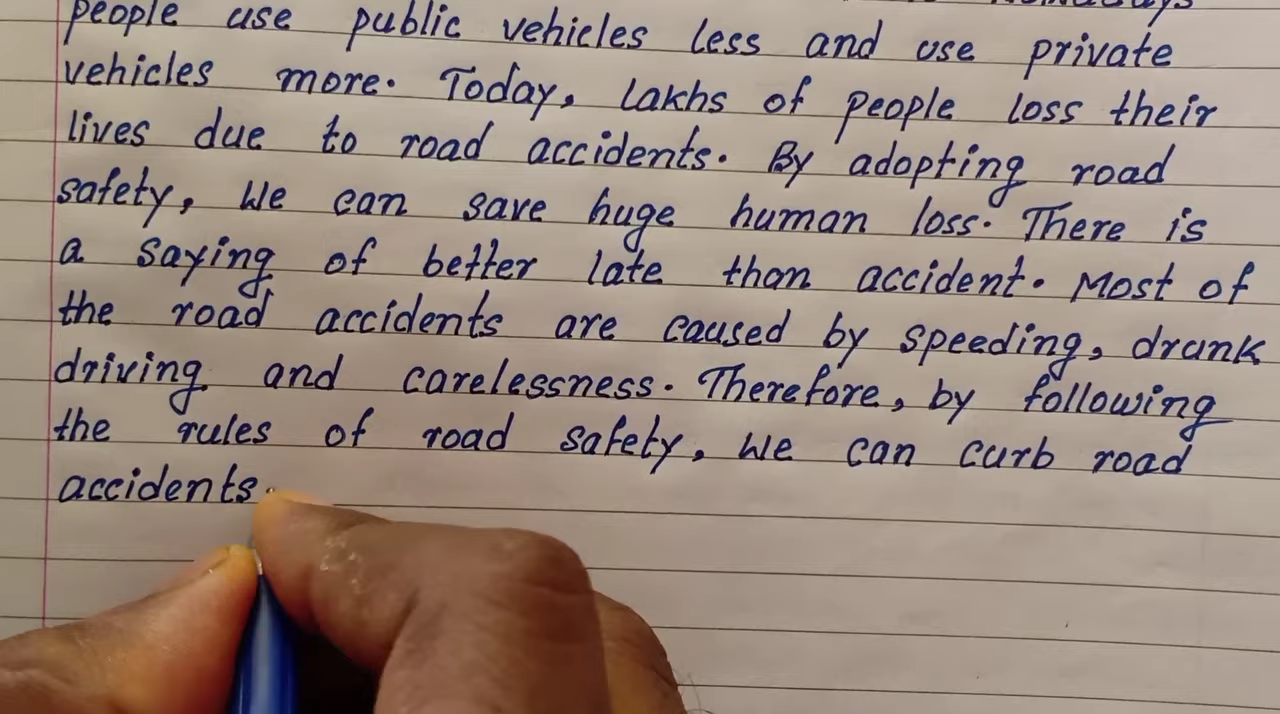 people use public vehicles less and use private
vehicles more. Today, lakhs of people loss their
lives due to road accidents. By adopting road
safety, we can save huge human loss. There is
a saying of better late than accident. Most of
the road accidents are caused by speeding, drunk
driving and carelessness. Therefore, by following
the rules of road safety, we can curb road
accidents.